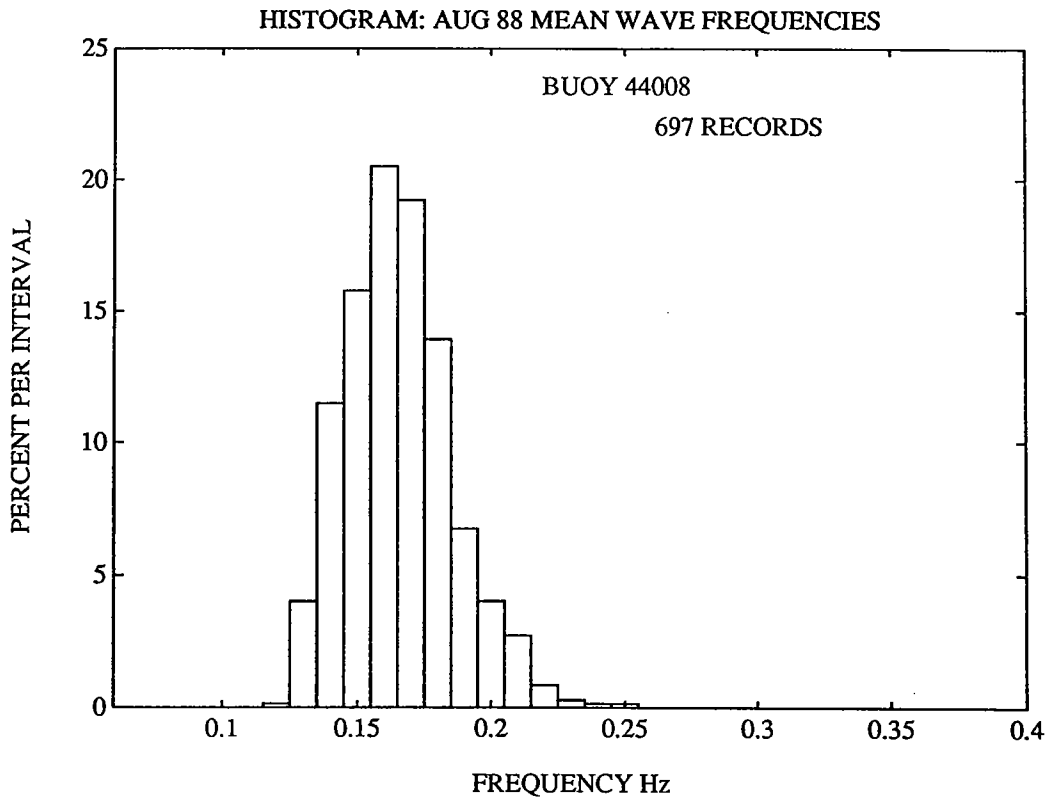 HISTOGRAM: AUG 88 MEAN WAVE FREQUENCIES
25
BUOY 44008
697 RECORDS
20
15
10
5
0
PERCENT PER INTERVAL
0.1 0.15 0.2 0.25 0.3 0.35 0.4
FREQUENCY Hz